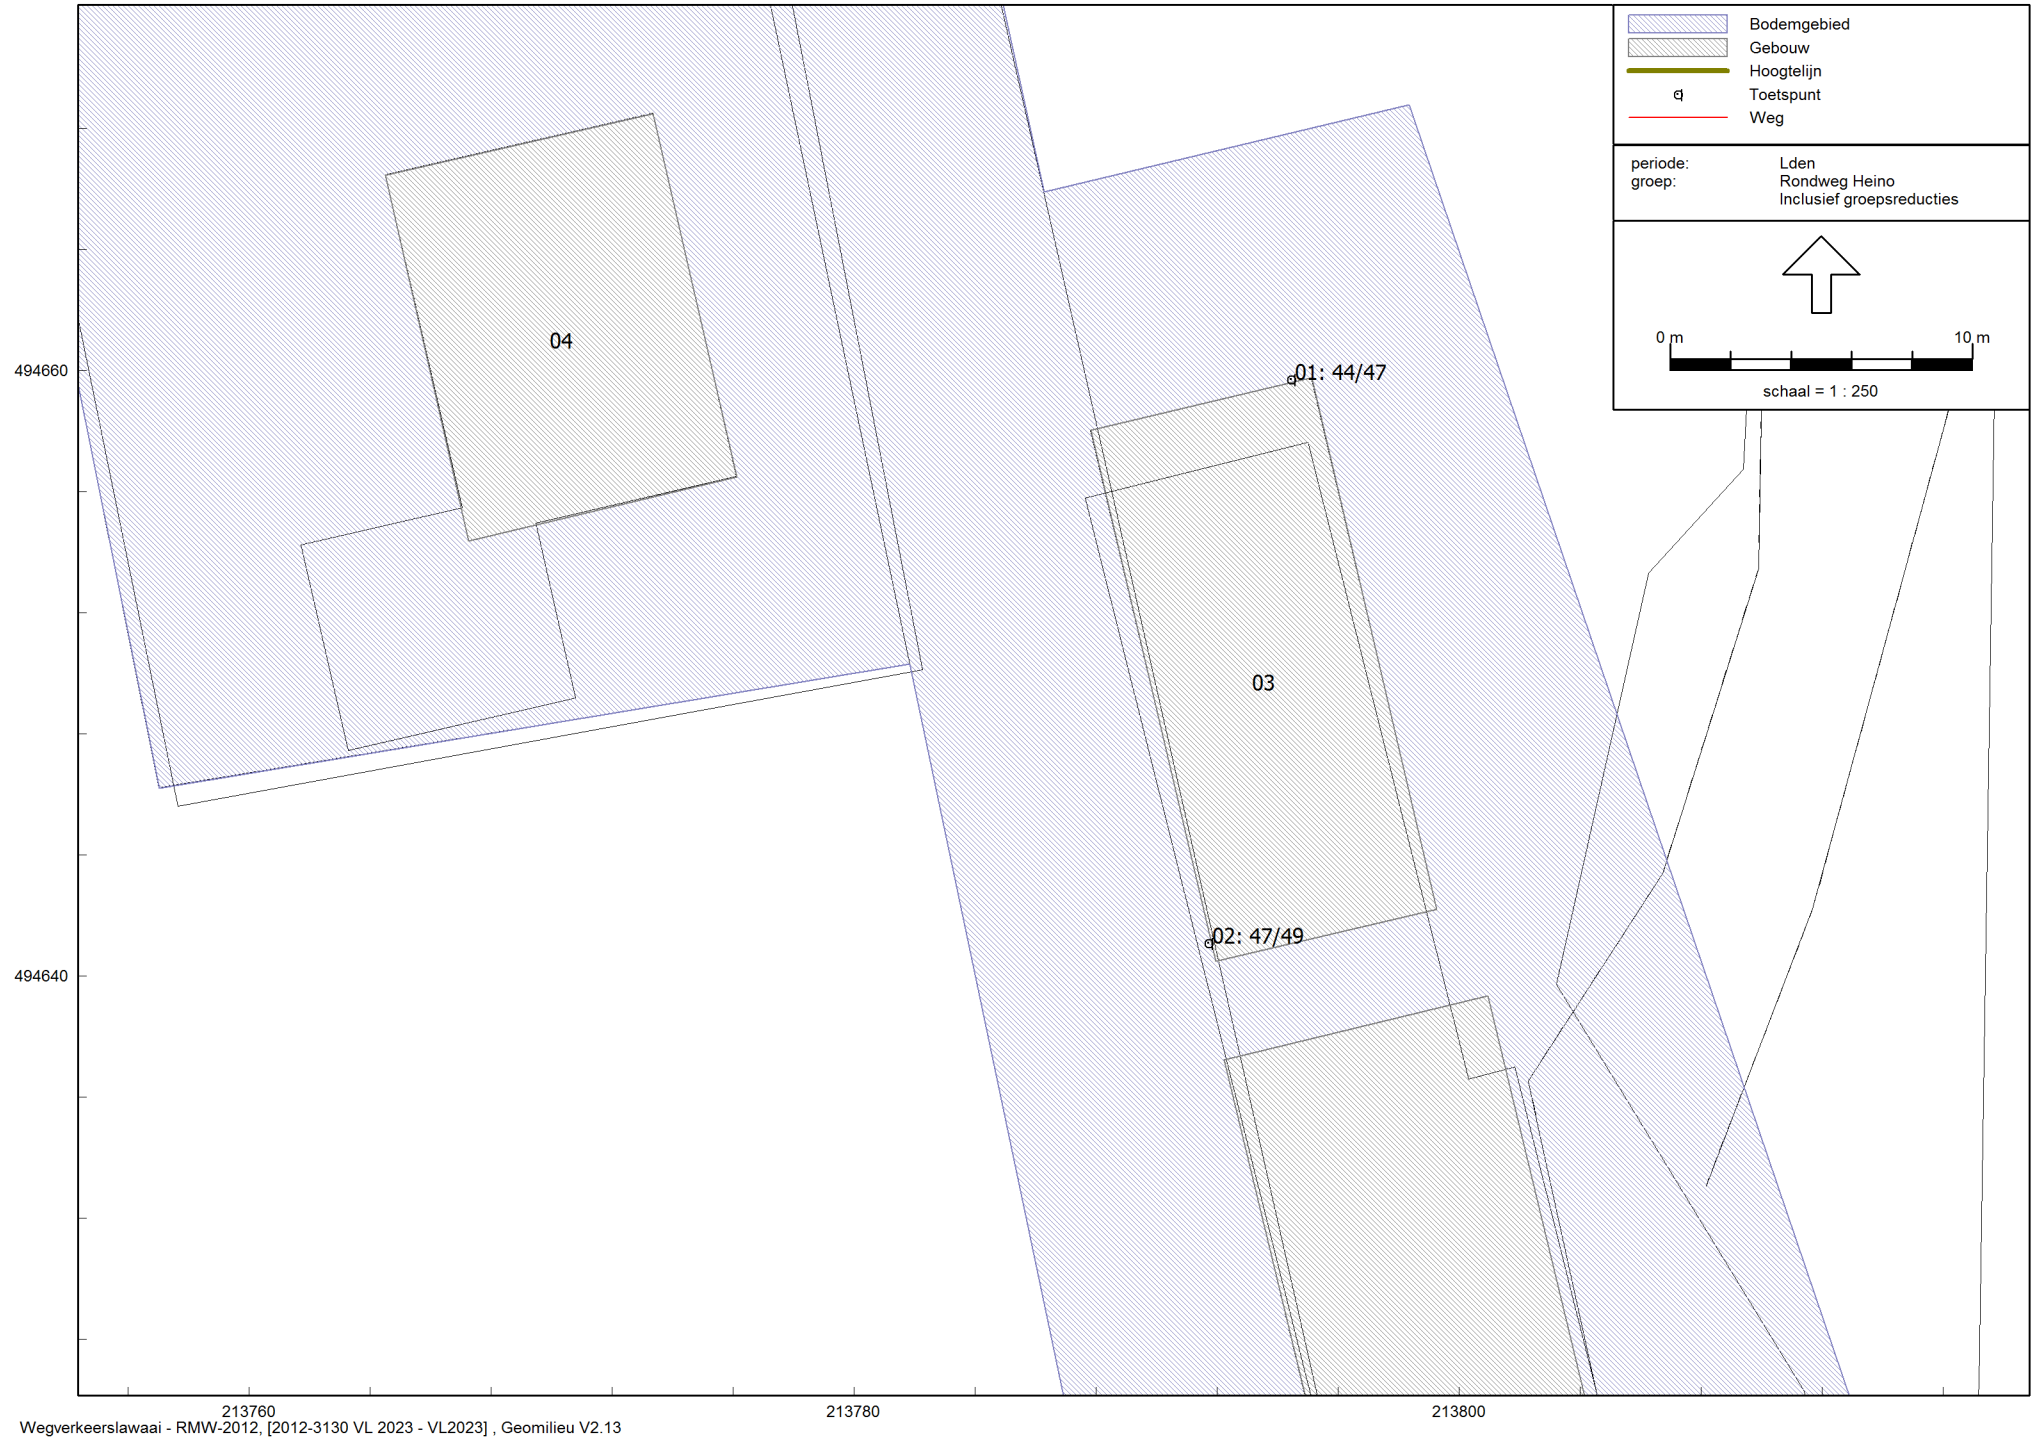 Bodemgebied
Gebouw
Hoogtelijn
Toetspunt
Weg
periode: Lden
groep: Rondweg Heino
Inclusief groepsreducties
0 m 10 m
schaal = 1 : 250
04
494660
01: 44/47
03
02: 47/49
494640
213760 213780 213800
Wegverkeerslawaai - RMW-2012, [2012-3130 VL 2023 - VL2023] , Geomilieu V2.13